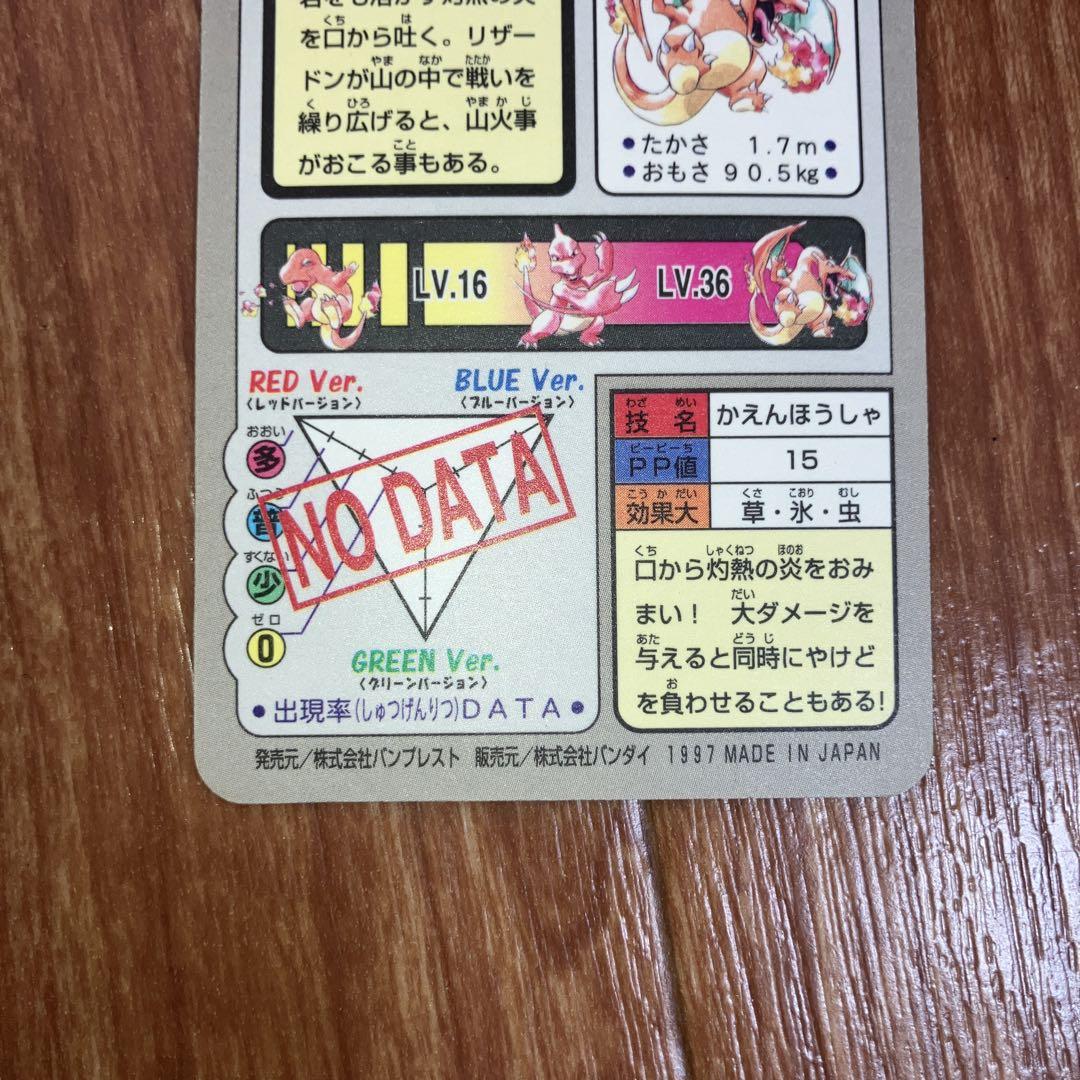 を口から吐く。リザー
ドンが山の中で戦いを
繰り広げると、山火事
がおこる事もある。
•たかさ 1.7m•
•おもさ 90.5kg•
LV.16 LV.36
RED Ver.
〈レッドバージョン〉
BLUE Ver.
〈ブルーバージョン〉
おおい
多
普
すくない
少
ゼロ
0
NO DATA
GREEN Ver.
〈グリーンバージョン〉
•出現率(しゅつげんりつ)DATA•
技名 かえんほうしゃ
PP値 15
効果大 草・氷・虫
口から灼熱の炎をおみ
まい! 大ダメージを
与えると同時にやけど
を負わせることもある!
発売元/株式会社バンプレスト 販売元/株式会社バンダイ 1997 MADE IN JAPAN